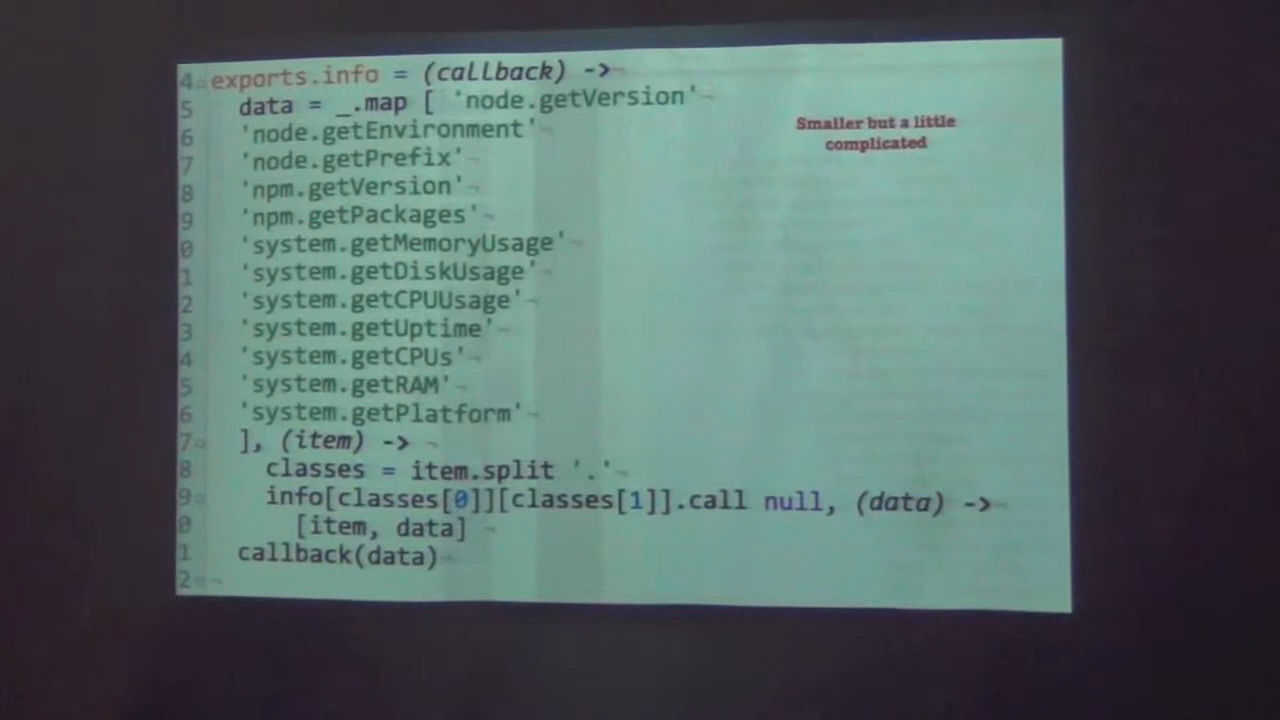 4 exports.info = (callback) ->
5 data = _.map [ 'node.getVersion'
6 'node.getEnvironment'
7 'node.getPrefix'
8 'npm.getVersion'
9 'npm.getPackages'
0 'system.getMemoryUsage'
1 'system.getDiskUsage'
2 'system.getCPUUsage'
3 'system.getUptime'
4 'system.getCPUs'
5 'system.getRAM'
6 'system.getPlatform'
7 ], (item) ->
8 classes = item.split '.'
9 info[classes[0]][classes[1]].call null, (data) ->
0 [item, data]
1 callback(data)
2
Smaller but a little
complicated